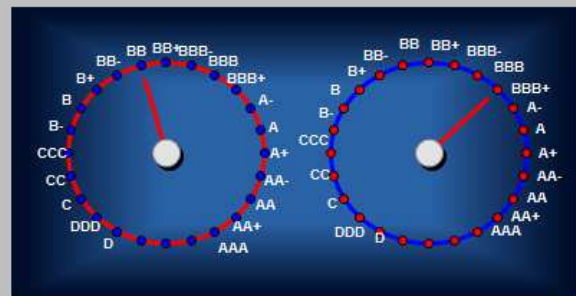 D
DDD
C
CC
CCC
B-
B
B+
BB-
BB
BB+
BBB-
BBB
BBB+
A-
A
A+
AA-
AA
AA+
AAA
D
DDD
C
CC
CCC
B-
B
B+
BB-
BB
BB+
BBB-
BBB
BBB+
A-
A
A+
AA-
AA
AA+
AAA